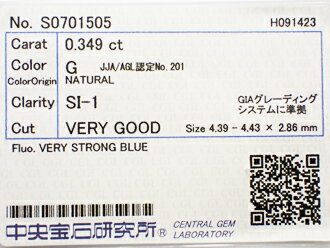 No. S0701505 H091423
Carat 0.349 ct
Color G JJA/AGL認定No.201
ColorOrigin NATURAL
Clarity SI-1 GIAグレーディング
システムに準拠
Cut VERY GOOD Size 4.39 - 4.43 × 2.86 mm
Fluo. VERY STRONG BLUE
中央宝石研究所 CENTRAL GEM
LABORATORY